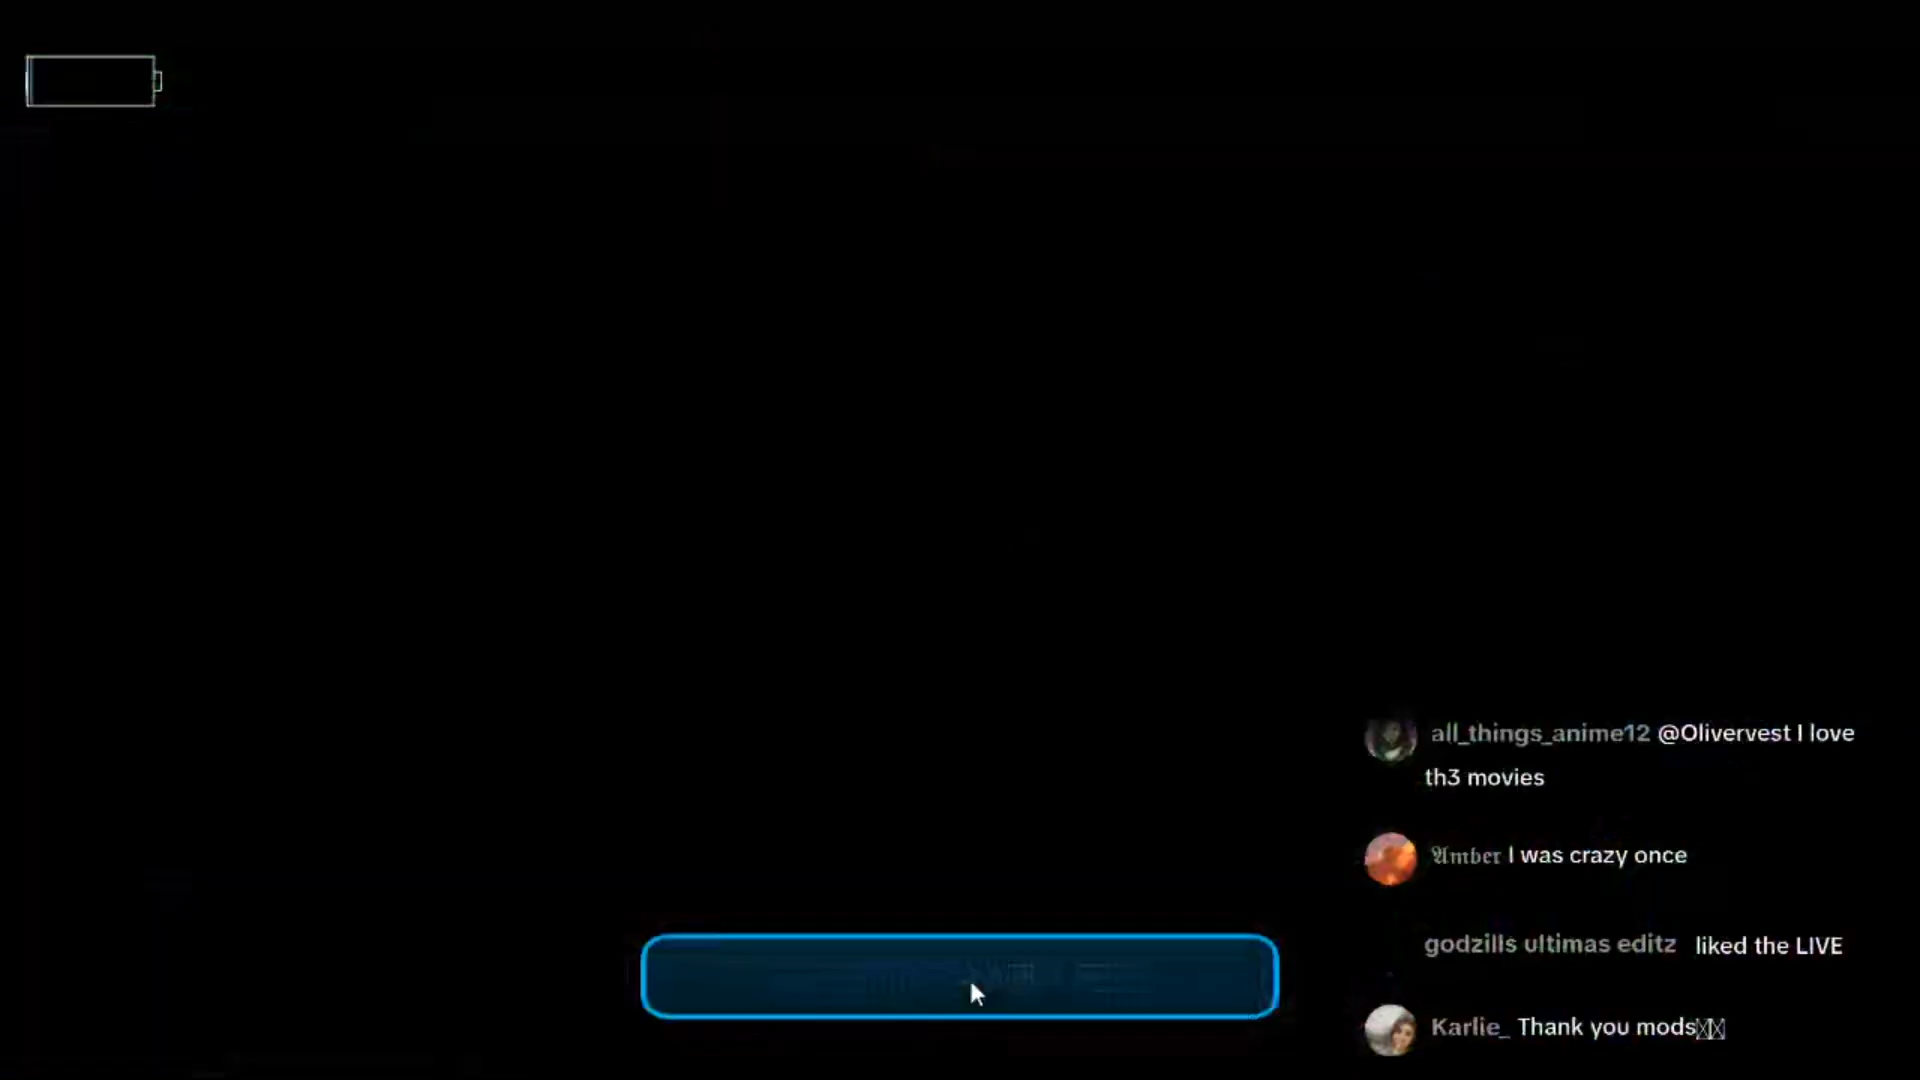 all_things_anime12 @Olivervest I love
th3 movies
𝔄𝔪𝔟𝔢𝔯 I was crazy once
godzills ultimas editz liked the LIVE
Karlie_ Thank you mods